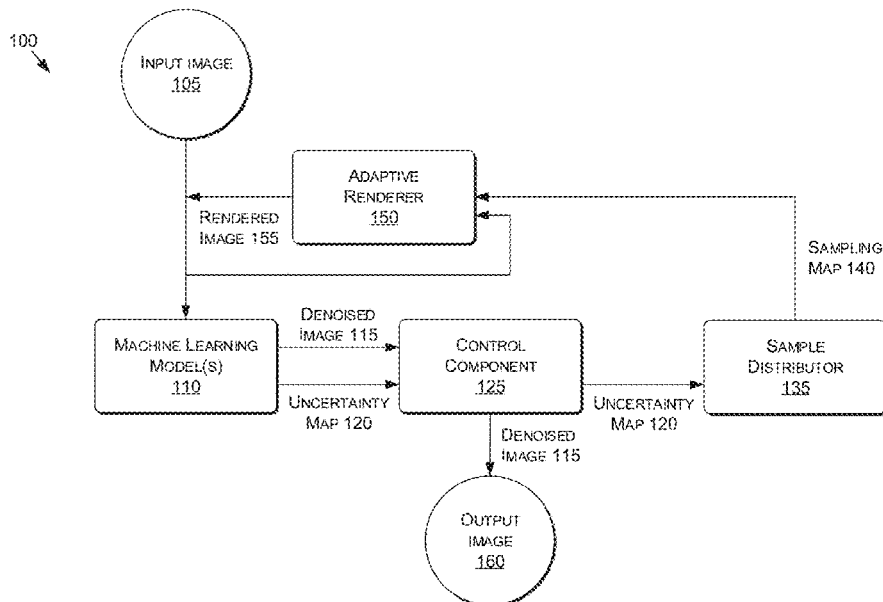 100
INPUT IMAGE
105
ADAPTIVE
RENDERER
150
RENDERED
IMAGE 155
SAMPLING
MAP 140
MACHINE LEARNING
MODEL(S)
110
DENOISED
IMAGE 115
UNCERTAINTY
MAP 120
CONTROL
COMPONENT
125
UNCERTAINTY
MAP 120
SAMPLE
DISTRIBUTOR
135
DENOISED
IMAGE 115
OUTPUT
IMAGE
160